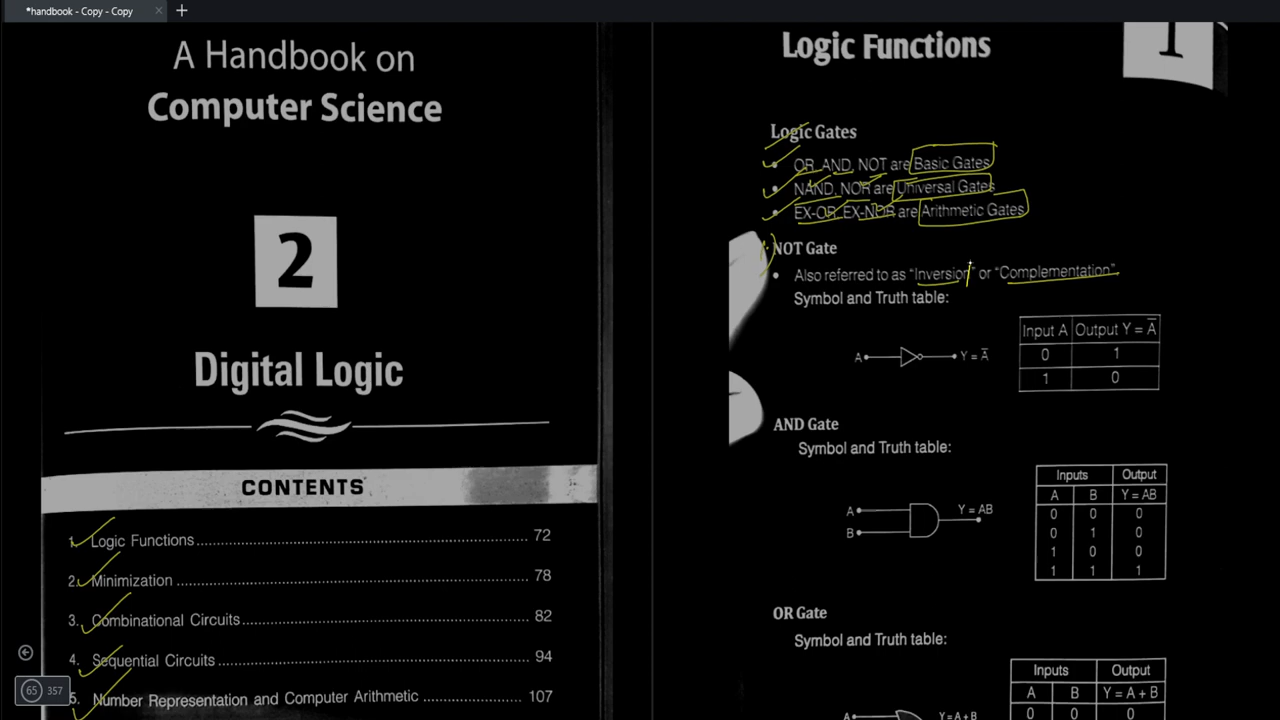 *handbook - Copy - Copy
A Handbook on
Computer Science
2
Digital Logic
CONTENTS
1. Logic Functions 72
2. Minimization 78
3. Combinational Circuits 82
4. Sequential Circuits 94
5. Number Representation and Computer Arithmetic 107
65 357
Logic Functions
1
Logic Gates
• OR, AND, NOT are Basic Gates
• NAND, NOR are Universal Gates
• EX-OR, EX-NOR are Arithmetic Gates
NOT Gate
• Also referred to as “Inversion” or “Complementation”.
Symbol and Truth table:
A Y = A̅
Input A Output Y = A̅
0 1
1 0
AND Gate
Symbol and Truth table:
A
B
Y = AB
Inputs Output
A B Y = AB
0 0 0
0 1 0
1 0 0
1 1 1
OR Gate
Symbol and Truth table:
A
Y = A + B
Inputs Output
A B Y = A + B
0 0 0